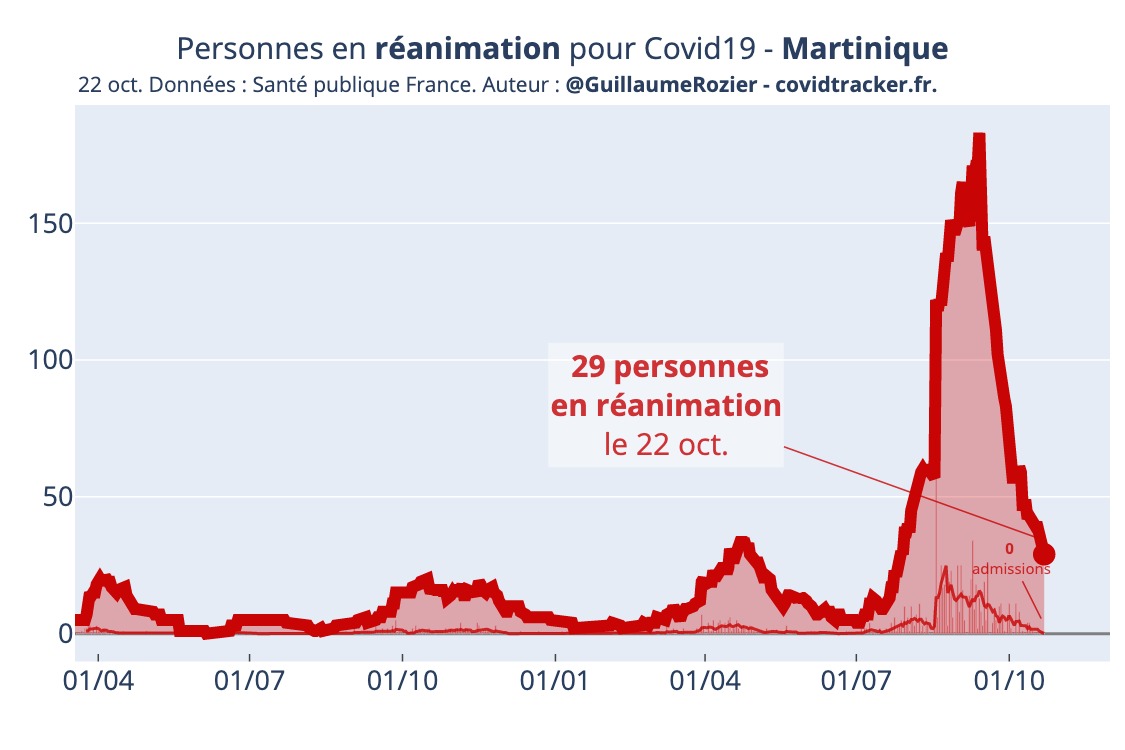 Personnes en réanimation pour Covid19 - Martinique
22 oct. Données : Santé publique France. Auteur : @GuillaumeRozier - covidtracker.fr.
150
100
50
0
29 personnes
en réanimation
le 22 oct.
0
admissions
01/04
01/07
01/10
01/01
01/04
01/07
01/10